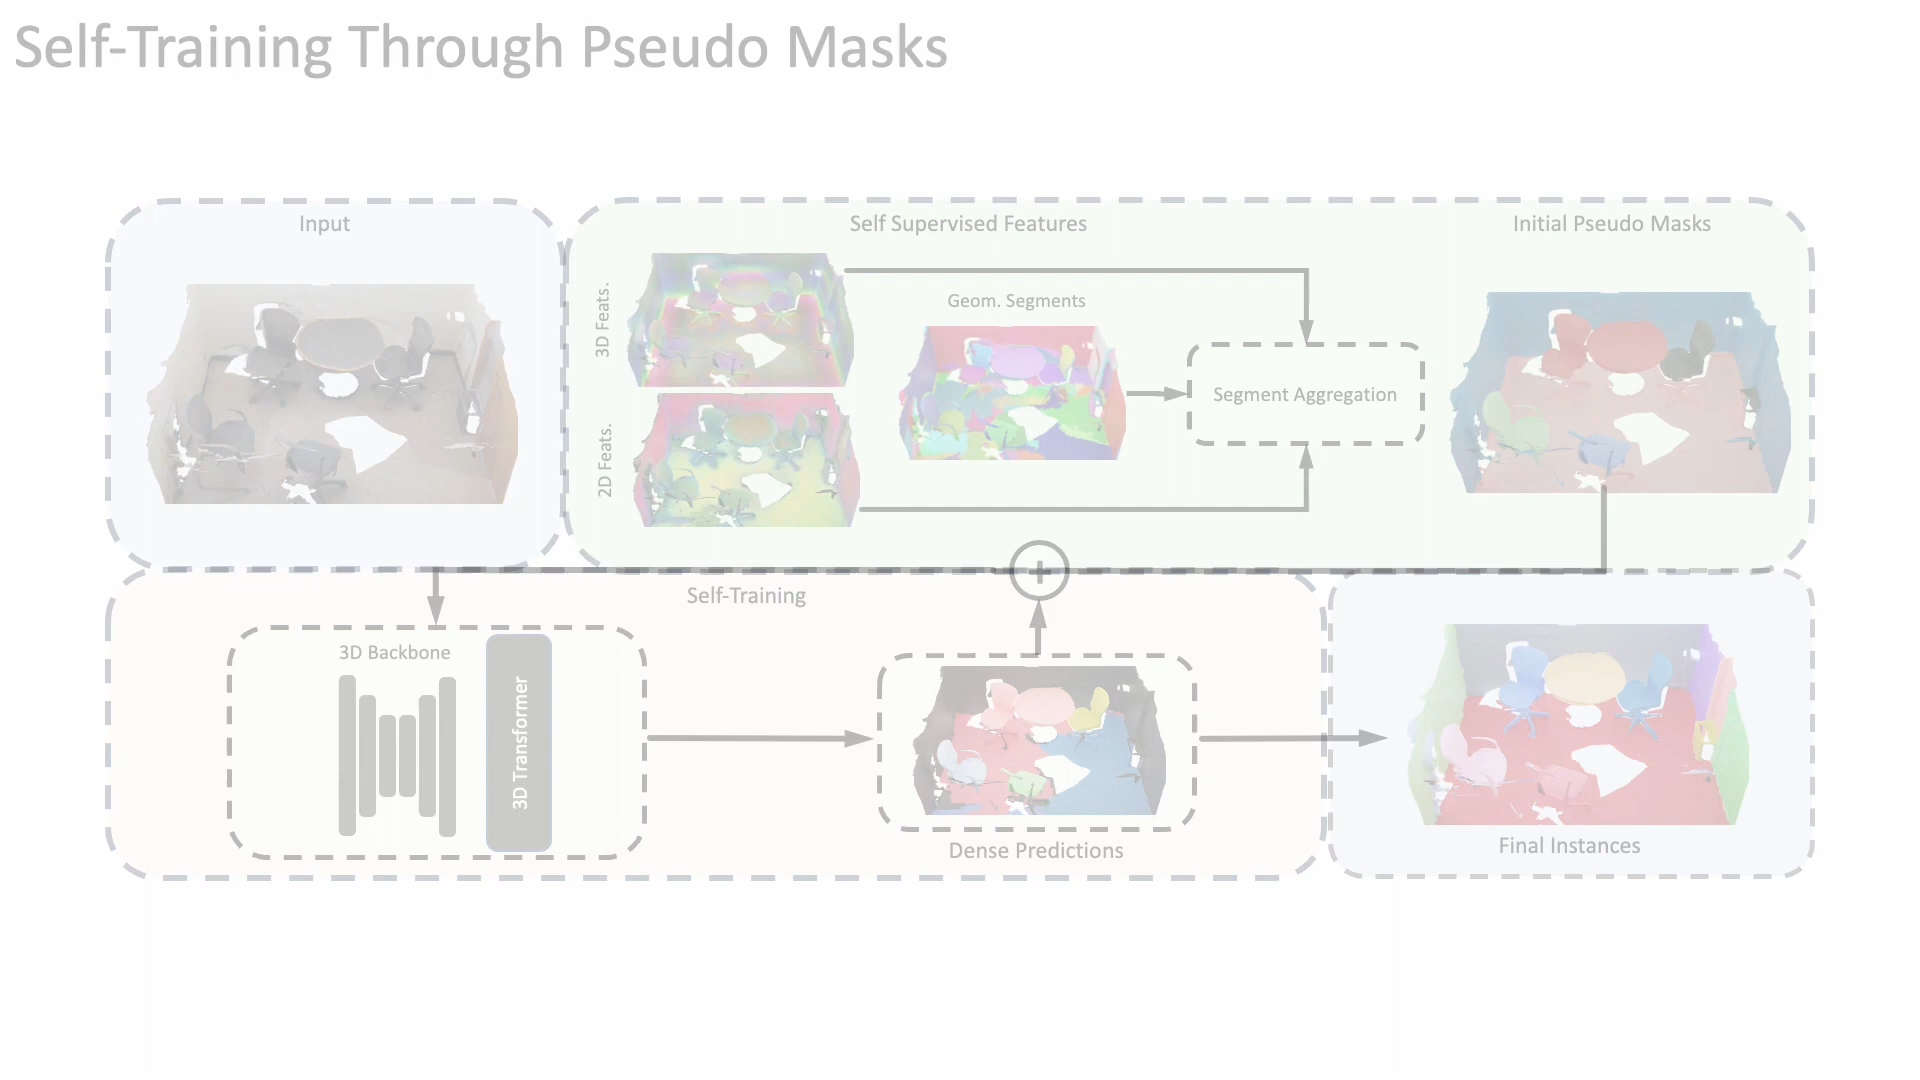 Self-Training Through Pseudo Masks
Input
Self Supervised Features
Initial Pseudo Masks
3D Feats.
Geom. Segments
Segment Aggregation
2D Feats.
Self-Training
3D Backbone
3D Transformer
Dense Predictions
Final Instances